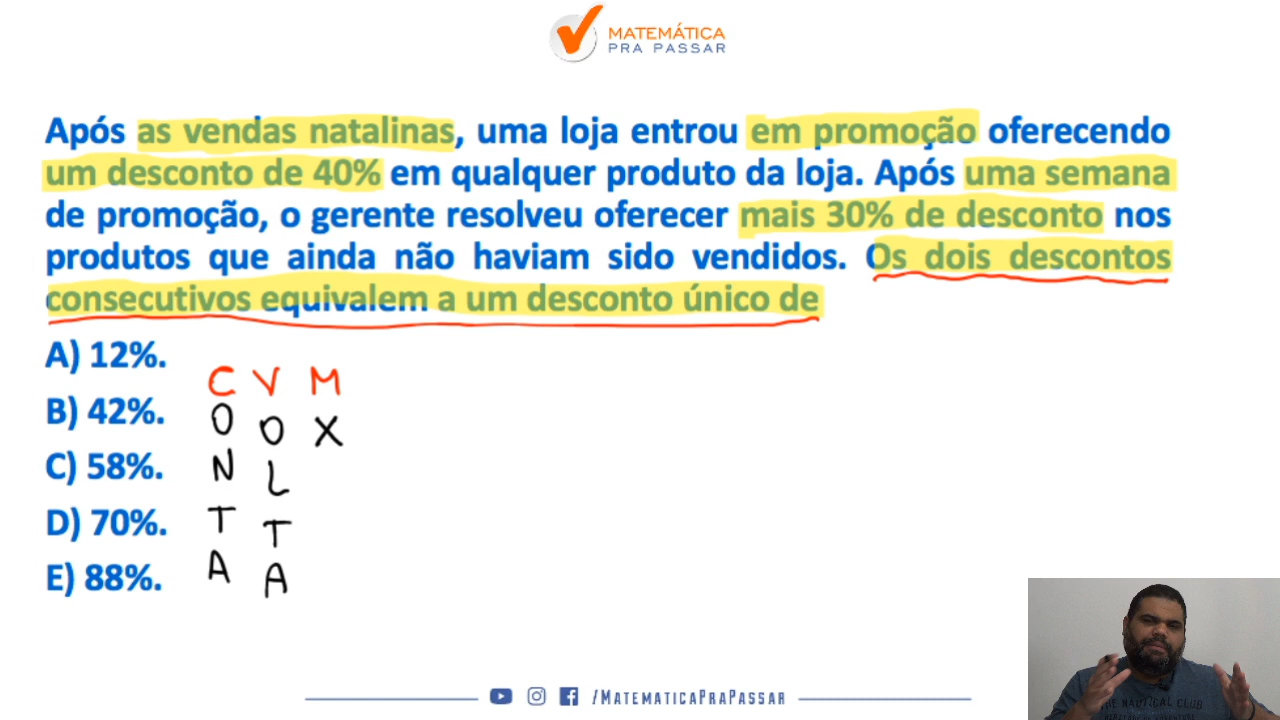 MATEMÁTICA
PRA PASSAR
Após as vendas natalinas, uma loja entrou em promoção oferecendo
um desconto de 40% em qualquer produto da loja. Após uma semana
de promoção, o gerente resolveu oferecer mais 30% de desconto nos
produtos que ainda não haviam sido vendidos. Os dois descontos
consecutivos equivalem a um desconto único de
A) 12%.
B) 42%.
C) 58%.
D) 70%.
E) 88%.
C V M
O O X
N L
T T
A A
THE NAUTICAL CLUB
/MATEMATICAPRAPASSAR